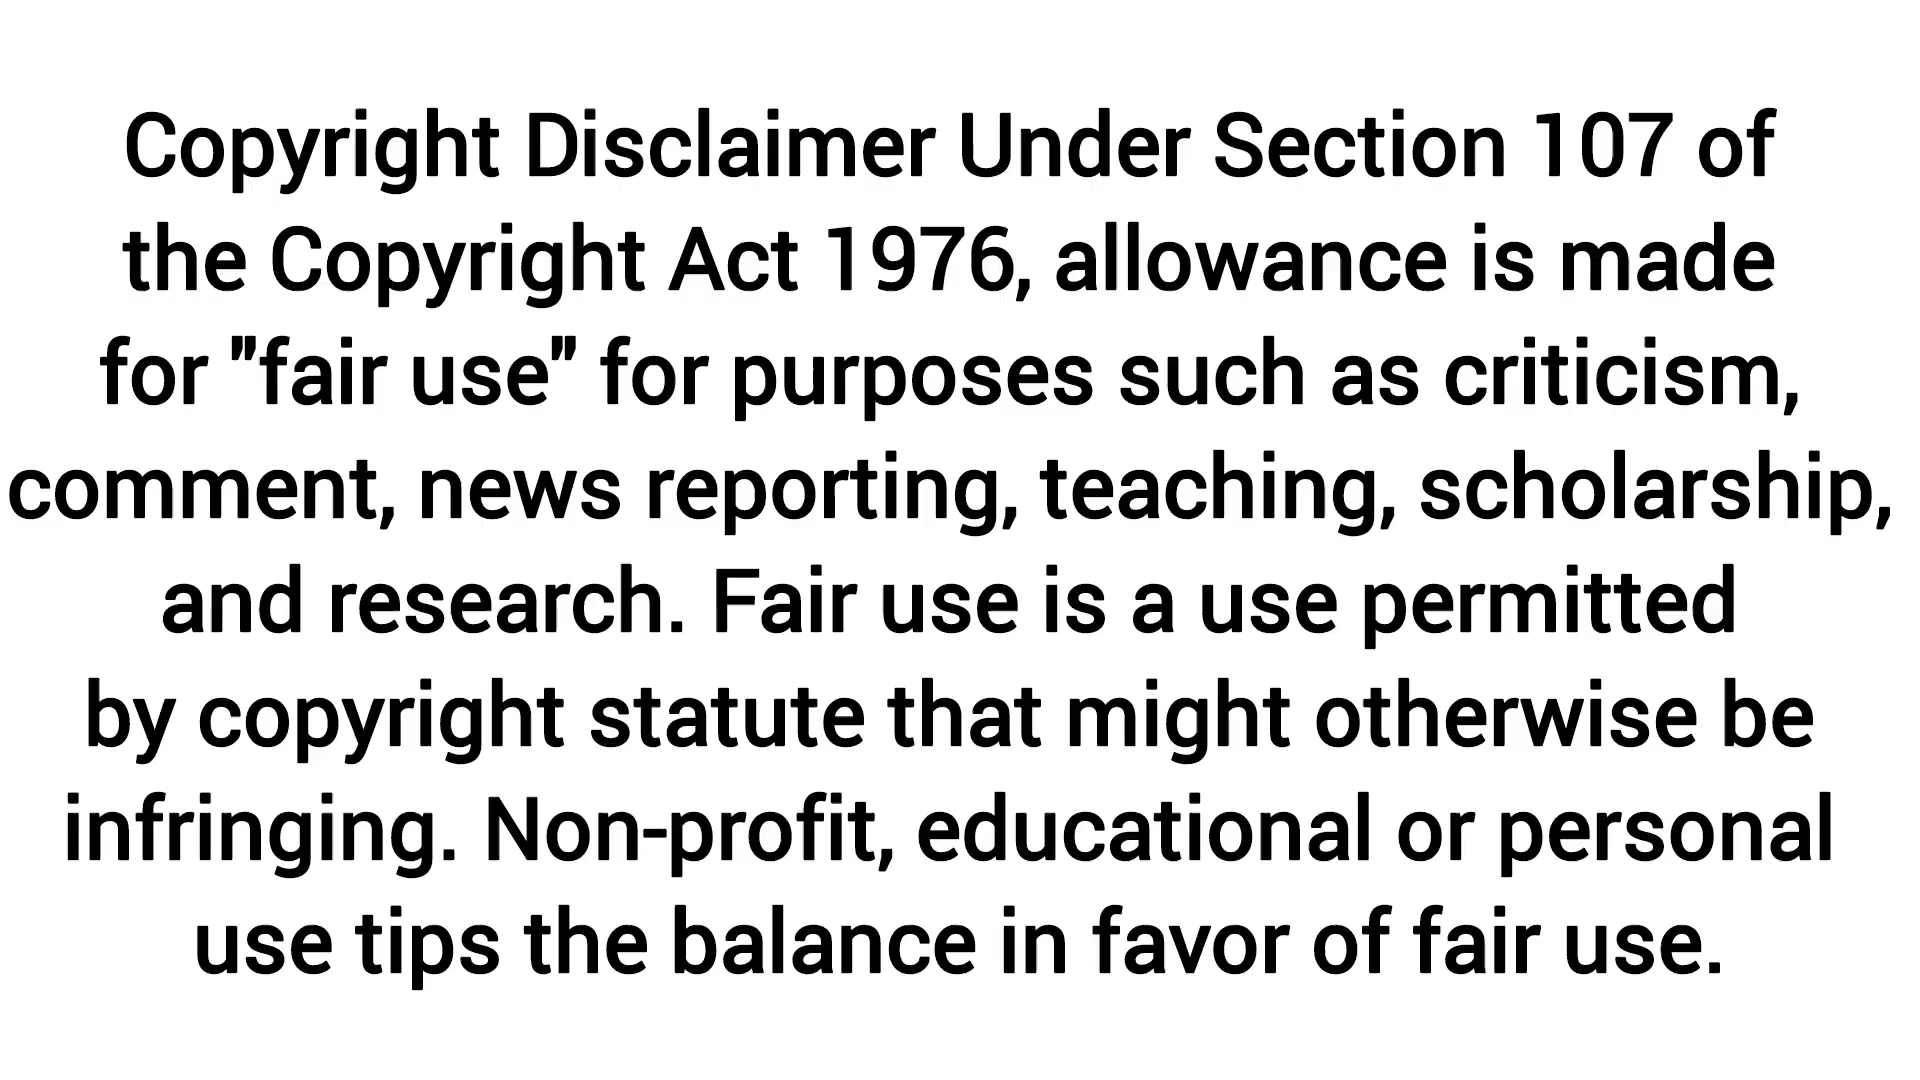 Copyright Disclaimer Under Section 107 of
the Copyright Act 1976, allowance is made
for "fair use" for purposes such as criticism,
comment, news reporting, teaching, scholarship,
and research. Fair use is a use permitted
by copyright statute that might otherwise be
infringing. Non-profit, educational or personal
use tips the balance in favor of fair use.